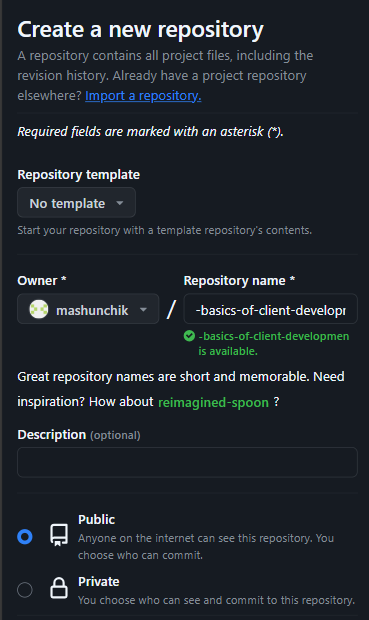 Create a new repository
A repository contains all project files, including the
revision history. Already have a project repository
elsewhere? Import a repository.
Required fields are marked with an asterisk (*).
Repository template
No template
Start your repository with a template repository's contents.
Owner * Repository name *
mashunchik / -basics-of-client-developm
-basics-of-client-developmen
is available.
Great repository names are short and memorable. Need
inspiration? How about reimagined-spoon ?
Description (optional)
Public
Anyone on the internet can see this repository. You
choose who can commit.
Private
You choose who can see and commit to this repository.